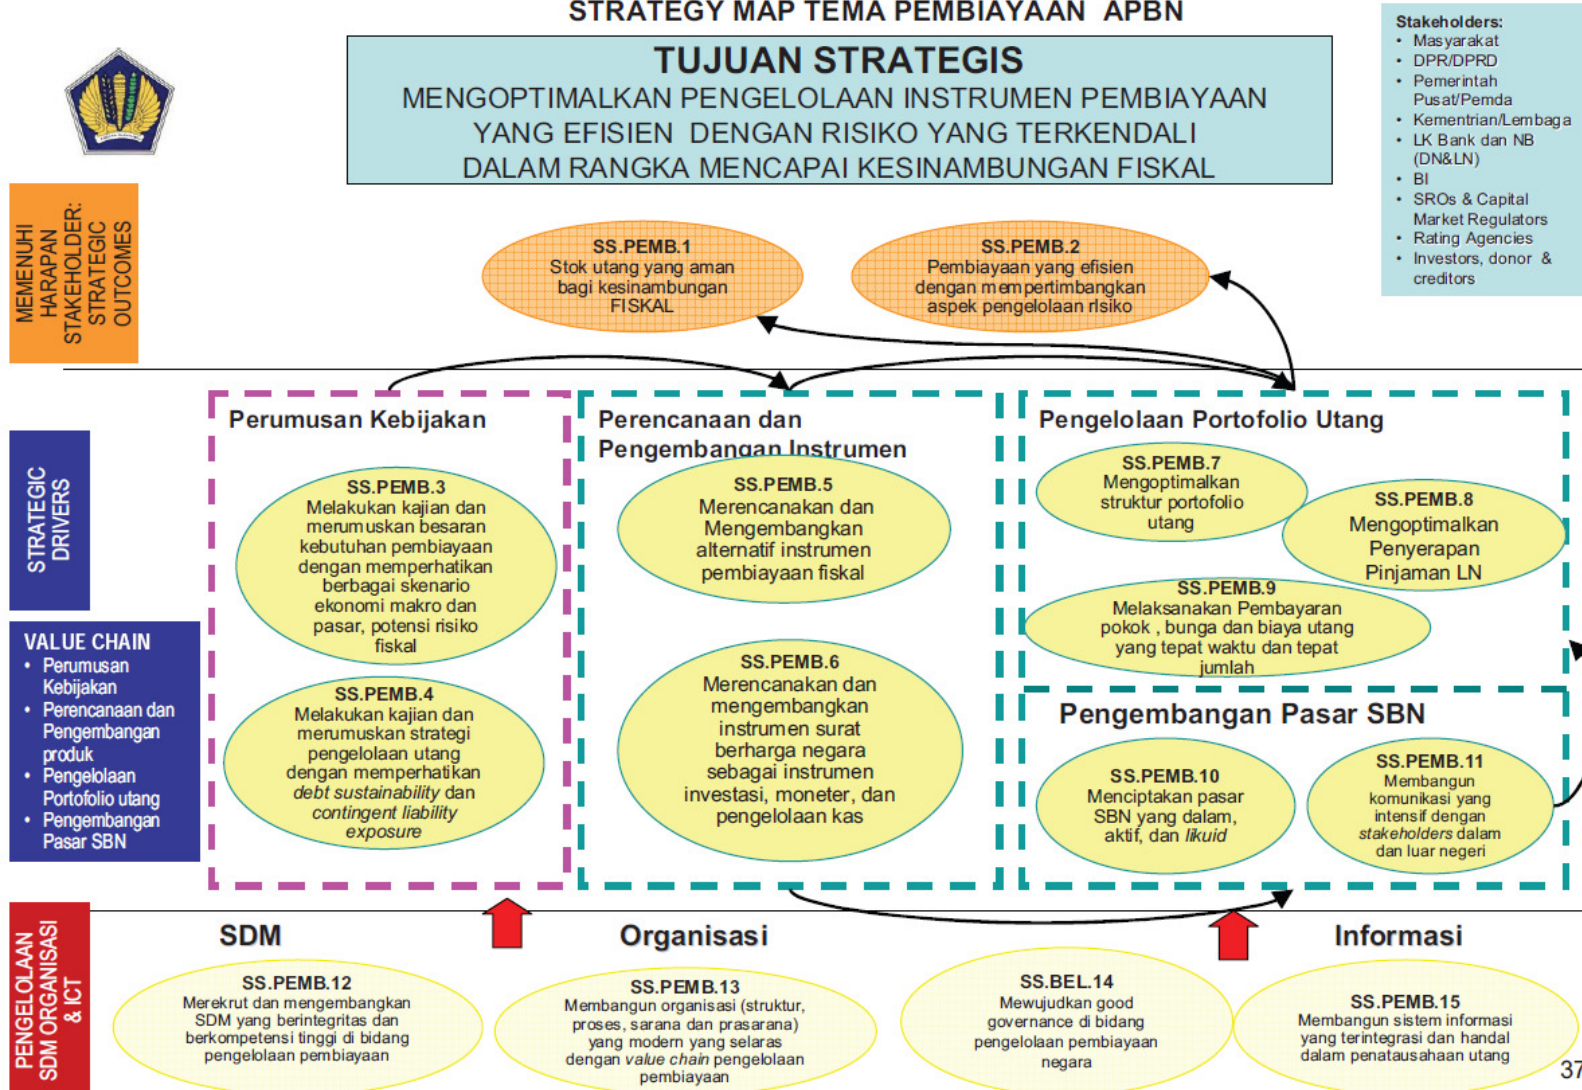 STRATEGY MAP TEMA PEMBIAYAAN APBN
TUJUAN STRATEGIS
MENGOPTIMALKAN PENGELOLAAN INSTRUMEN PEMBIAYAAN
YANG EFISIEN DENGAN RISIKO YANG TERKENDALI
DALAM RANGKA MENCAPAI KESINAMBUNGAN FISKAL
Stakeholders:
• Masyarakat
• DPR/DPRD
• Pemerintah
Pusat/Pemda
• Kementrian/Lembaga
• LK Bank dan NB
(DN&LN)
• BI
• SROs & Capital
Market Regulators
• Rating Agencies
• Investors, donor &
creditors
MEMENUHI
HARAPAN
STAKEHOLDER:
STRATEGIC
OUTCOMES
SS.PEMB.1
Stok utang yang aman
bagi kesinambungan
FISKAL
SS.PEMB.2
Pembiayaan yang efisien
dengan mempertimbangkan
aspek pengelolaan risiko
STRATEGIC
DRIVERS
VALUE CHAIN
• Perumusan
Kebijakan
• Perencanaan dan
Pengembangan
produk
• Pengelolaan
Portofolio utang
• Pengembangan
Pasar SBN
Perumusan Kebijakan
SS.PEMB.3
Melakukan kajian dan
merumuskan besaran
kebutuhan pembiayaan
dengan memperhatikan
berbagai skenario
ekonomi makro dan
pasar, potensi risiko
fiskal
SS.PEMB.4
Melakukan kajian dan
merumuskan strategi
pengelolaan utang
dengan memperhatikan
debt sustainability dan
contingent liability
exposure
Perencanaan dan
Pengembangan Instrumen
SS.PEMB.5
Merencanakan dan
Mengembangkan
alternatif instrumen
pembiayaan fiskal
SS.PEMB.6
Merencanakan dan
mengembangkan
instrumen surat
berharga negara
sebagai instrumen
investasi, moneter, dan
pengelolaan kas
Pengelolaan Portofolio Utang
SS.PEMB.7
Mengoptimalkan
struktur portofolio
utang
SS.PEMB.8
Mengoptimalkan
Penyerapan
Pinjaman LN
SS.PEMB.9
Melaksanakan Pembayaran
pokok , bunga dan biaya utang
yang tepat waktu dan tepat
jumlah
Pengembangan Pasar SBN
SS.PEMB.10
Menciptakan pasar
SBN yang dalam,
aktif, dan likuid
SS.PEMB.11
Membangun
komunikasi yang
intensif dengan
stakeholders dalam
dan luar negeri
PENGELOLAAN
SDM ORGANISASI
& ICT
SDM
SS.PEMB.12
Merekrut dan mengembangkan
SDM yang berintegritas dan
berkompetensi tinggi di bidang
pengelolaan pembiayaan
Organisasi
SS.PEMB.13
Membangun organisasi (struktur,
proses, sarana dan prasarana)
yang modern yang selaras
dengan value chain pengelolaan
pembiayaan
SS.BEL.14
Mewujudkan good
governance di bidang
pengelolaan pembiayaan
negara
Informasi
SS.PEMB.15
Membangun sistem informasi
yang terintegrasi dan handal
dalam penatausahaan utang
37